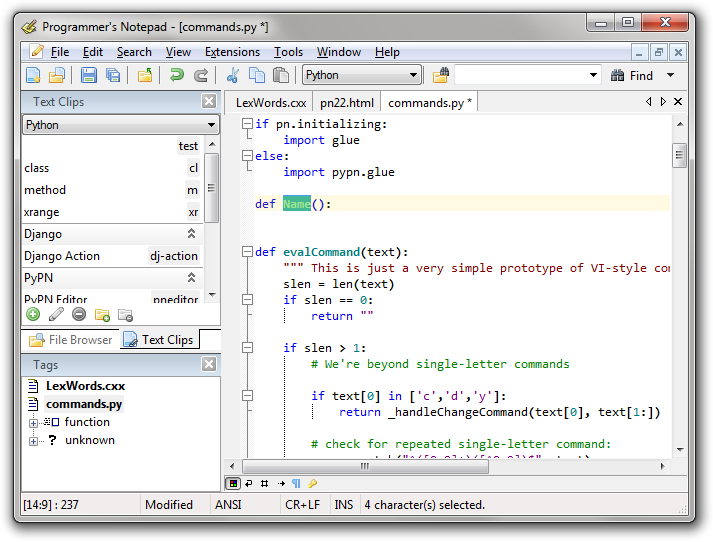 Programmer's Notepad - [commands.py *]
File Edit Search View Extensions Tools Window Help
Python Find
Text Clips
Python
test
class cl
method m
xrange xr
Django
Django Action dj-action
PyPN
PyPN Editor pneditor
File Browser Text Clips
Tags
LexWords.cxx
commands.py
function
? unknown
LexWords.cxx pn22.html commands.py *
if pn.initializing:
import glue
else:
import pypn.glue
def Name():
def evalCommand(text):
""" This is just a very simple prototype of VI-style com
slen = len(text)
if slen == 0:
return ""
if slen > 1:
# We're beyond single-letter commands
if text[0] in ['c','d','y']:
return _handleChangeCommand(text[0], text[1:])
# check for repeated single-letter command:
[14:9] : 237 Modified ANSI CR+LF INS 4 character(s) selected.